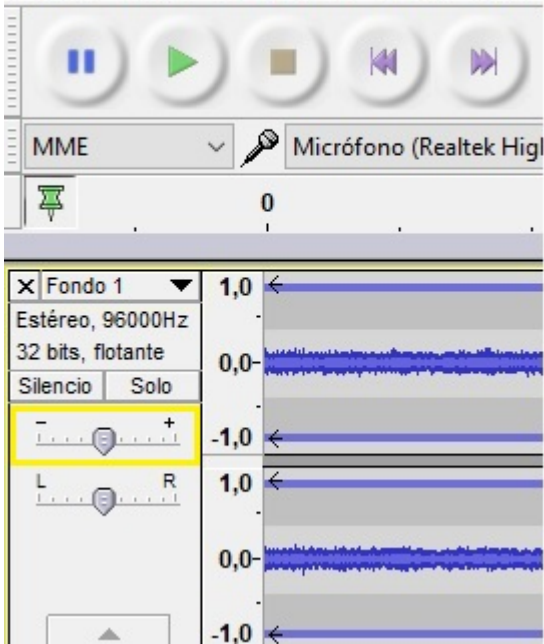 MME
Micrófono (Realtek Higl
0
Fondo 1
Estéreo, 96000Hz
32 bits, flotante
Silencio Solo
- +
L R
1,0
0,0-
-1,0
1,0
0,0-
-1,0